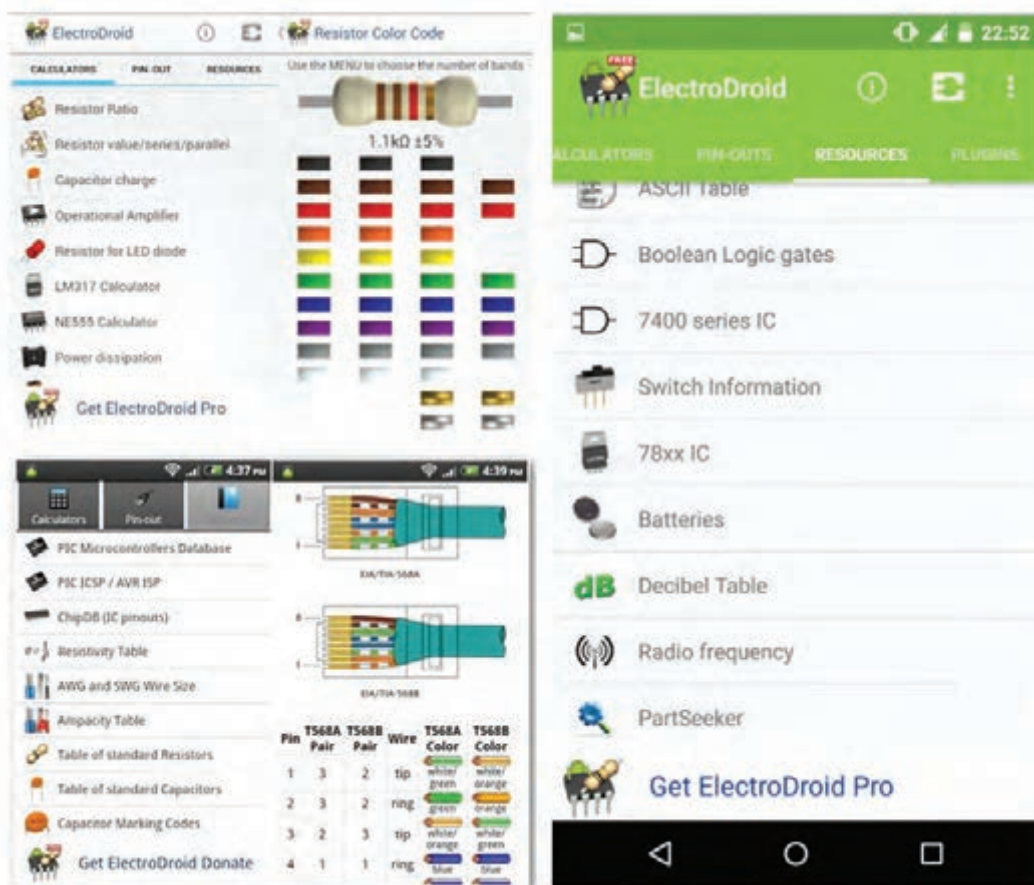 ElectroDroid
CALCULATORS PIN-OUT RESOURCES
Resistor Ratio
Resistor value/series/parallel
Capacitor charge
Operational Amplifier
Resistor for LED diode
LM317 Calculator
NE555 Calculator
Power dissipation
Get ElectroDroid Pro
Resistor Color Code
Use the MENU to choose the number of bands
1.1kΩ ±5%
FREE
22:52
ElectroDroid
ALCULATORS PIN-OUTS RESOURCES PLUGINS
ASCII Table
Boolean Logic gates
7400 series IC
Switch Information
78xx IC
Batteries
dB Decibel Table
Radio frequency
PartSeeker
Get ElectroDroid Pro
4:37 PM
Calculators Pin-out
PIC Microcontrollers Database
PIC ICSP / AVR ISP
ChipDB (IC pinouts)
Resistivity Table
AWG and SWG Wire Size
Ampacity Table
Table of standard Resistors
Table of standard Capacitors
Capacitor Marking Codes
Get ElectroDroid Donate
4:39 PM
8
1
EIA/TIA-568A
8
1
EIA/TIA-568B
Pin T568A Pair T568B Pair Wire T568A Color T568B Color
1 3 2 tip white/green white/orange
2 3 2 ring green orange
3 2 3 tip white/orange white/green
4 1 1 ring blue blue